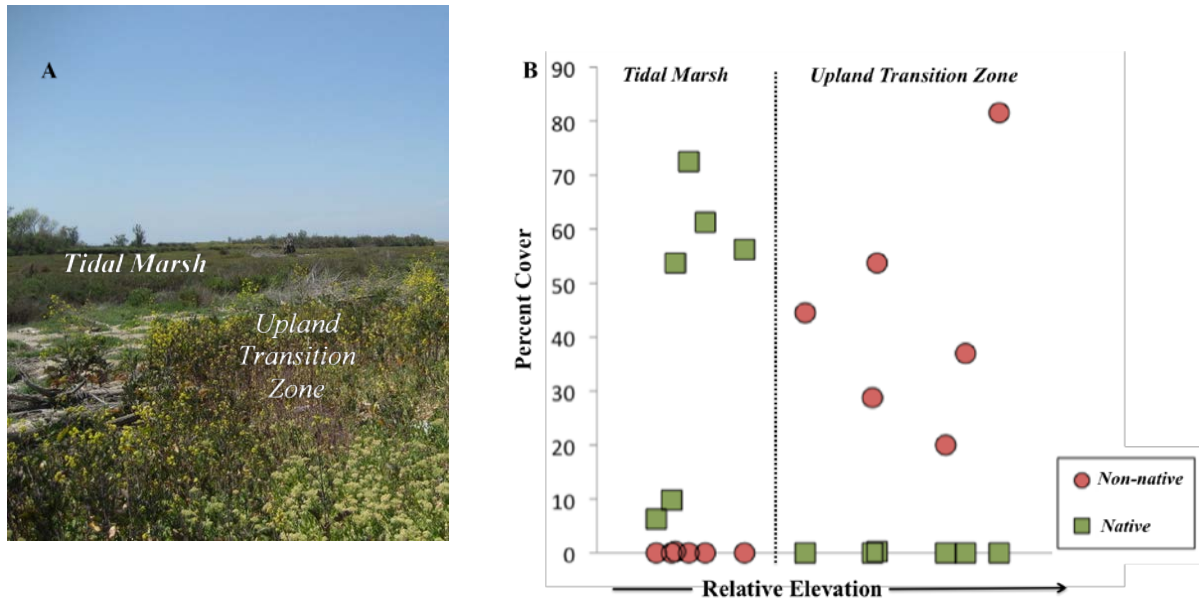 A
Tidal Marsh
Upland
Transition
Zone
B
Tidal Marsh
Upland Transition Zone
Percent Cover
90
80
70
60
50
40
30
20
10
0
Relative Elevation
Non-native
Native